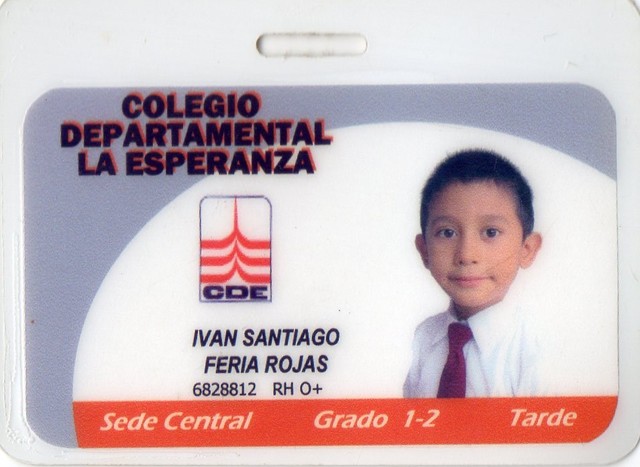 COLEGIO
DEPARTAMENTAL
LA ESPERANZA
CDE
IVAN SANTIAGO
FERIA ROJAS
6828812 RH O+
Sede Central Grado 1-2 Tarde